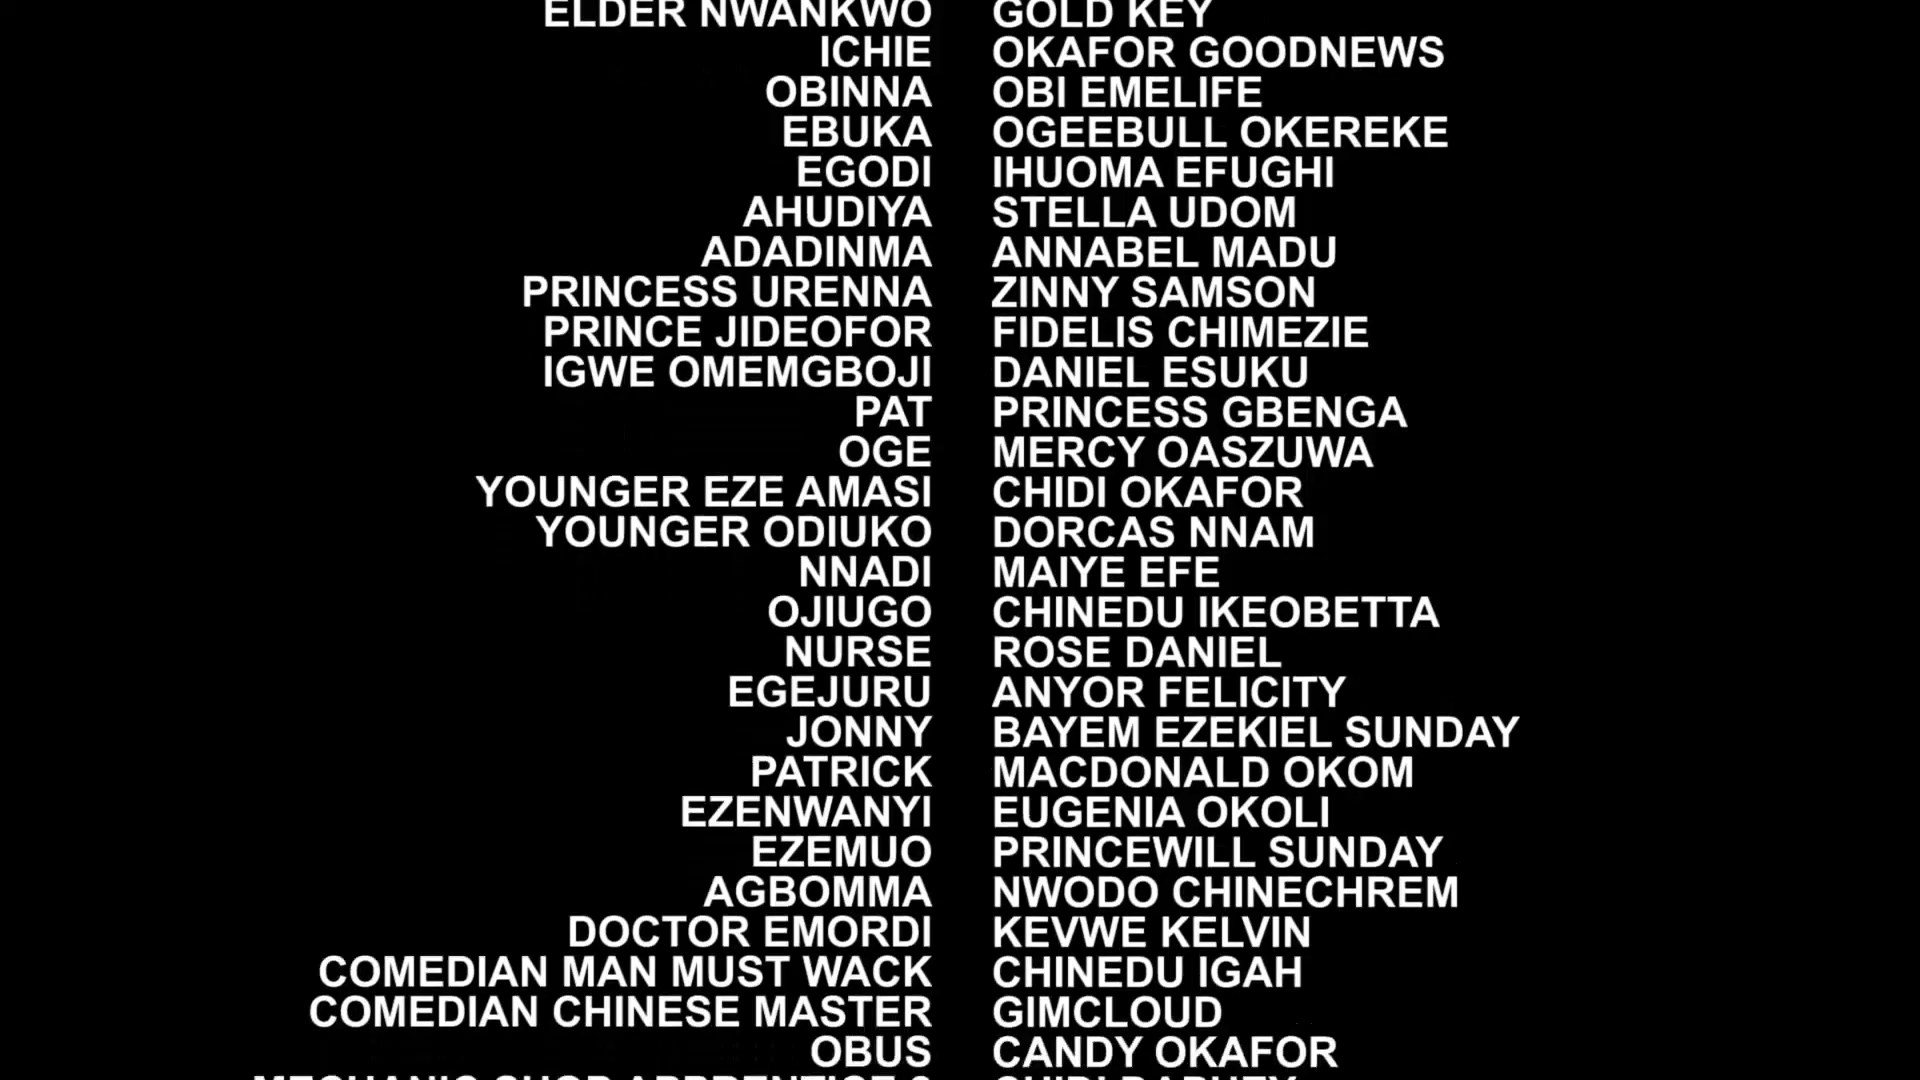 ELDER NWANKWO GOLD KEY
ICHIE OKAFOR GOODNEWS
OBINNA OBI EMELIFE
EBUKA OGEEBULL OKEREKE
EGODI IHUOMA EFUGHI
AHUDIYA STELLA UDOM
ADADINMA ANNABEL MADU
PRINCESS URENNA ZINNY SAMSON
PRINCE JIDEOFOR FIDELIS CHIMEZIE
IGWE OMEMGBOJI DANIEL ESUKU
PAT PRINCESS GBENGA
OGE MERCY OASZUWA
YOUNGER EZE AMASI CHIDI OKAFOR
YOUNGER ODIUKO DORCAS NNAM
NNADI MAIYE EFE
OJIUGO CHINEDU IKEOBETTA
NURSE ROSE DANIEL
EGEJURU ANYOR FELICITY
JONNY BAYEM EZEKIEL SUNDAY
PATRICK MACDONALD OKOM
EZENWANYI EUGENIA OKOLI
EZEMUO PRINCEWILL SUNDAY
AGBOMMA NWODO CHINECHREM
DOCTOR EMORDI KEVWE KELVIN
COMEDIAN MAN MUST WACK CHINEDU IGAH
COMEDIAN CHINESE MASTER GIMCLOUD
OBUS CANDY OKAFOR